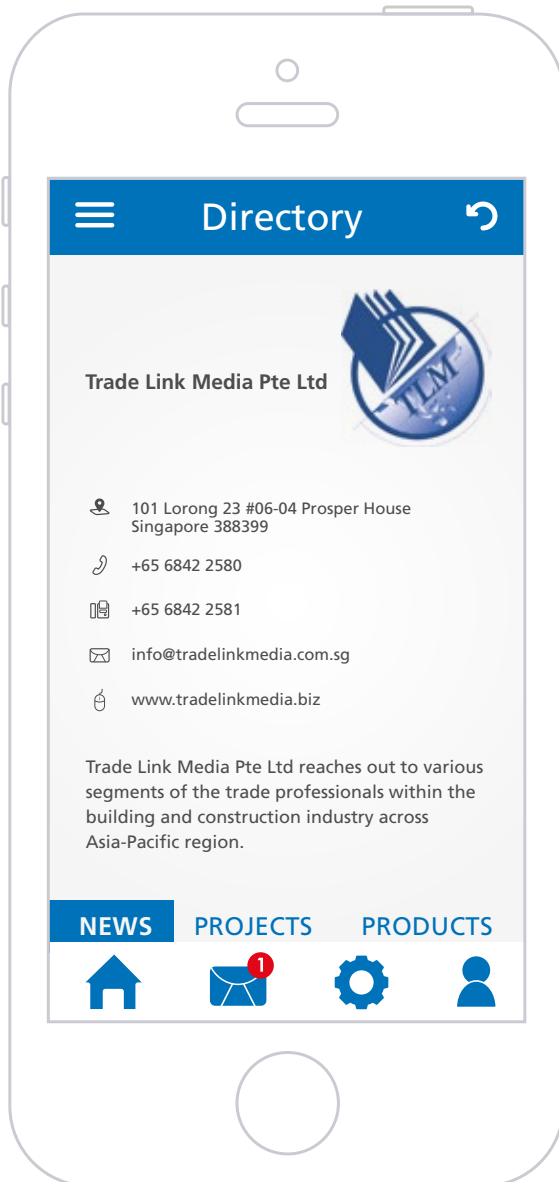 Directory
TLM
Trade Link Media Pte Ltd
101 Lorong 23 #06-04 Prosper House
Singapore 388399
+65 6842 2580
+65 6842 2581
info@tradelinkmedia.com.sg
www.tradelinkmedia.biz
Trade Link Media Pte Ltd reaches out to various
segments of the trade professionals within the
building and construction industry across
Asia-Pacific region.
NEWS PROJECTS PRODUCTS
1